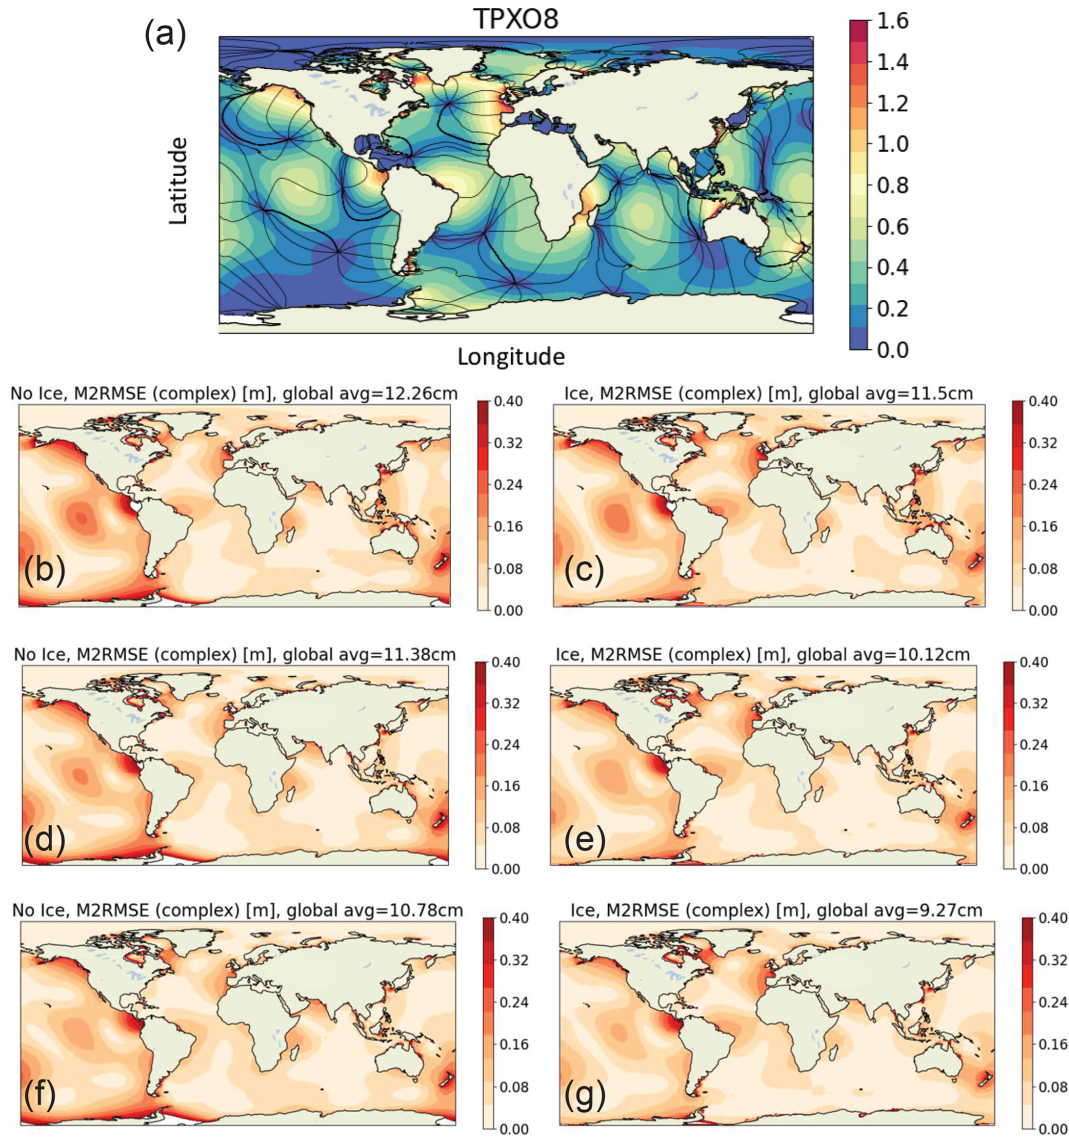 TPXO8
(a)
1.6
1.4
1.2
1.0
0.8
0.6
0.4
0.2
0.0
Latitude
Longitude
No Ice, M2RMSE (complex) [m], global avg=12.26cm
0.40
0.32
0.24
0.16
0.08
0.00
(b)
Ice, M2RMSE (complex) [m], global avg=11.5cm
0.40
0.32
0.24
0.16
0.08
0.00
(c)
No Ice, M2RMSE (complex) [m], global avg=11.38cm
0.40
0.32
0.24
0.16
0.08
0.00
(d)
Ice, M2RMSE (complex) [m], global avg=10.12cm
0.40
0.32
0.24
0.16
0.08
0.00
(e)
No Ice, M2RMSE (complex) [m], global avg=10.78cm
0.40
0.32
0.24
0.16
0.08
0.00
(f)
Ice, M2RMSE (complex) [m], global avg=9.27cm
0.40
0.32
0.24
0.16
0.08
0.00
(g)